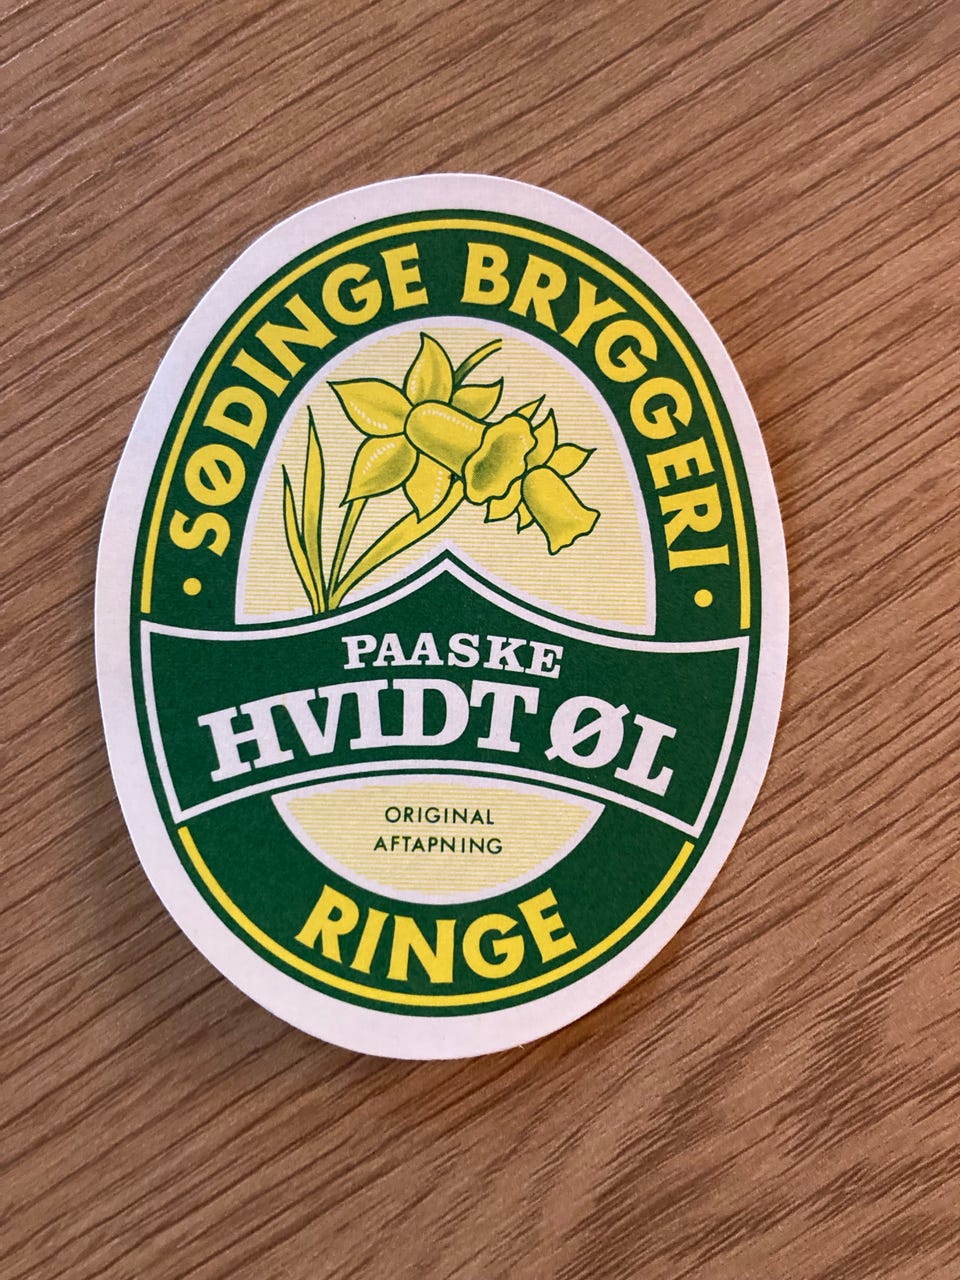 SØDINGE BRYGGERI
PAASKE
HVIDT ØL
ORIGINAL
AFTAPNING
RINGE